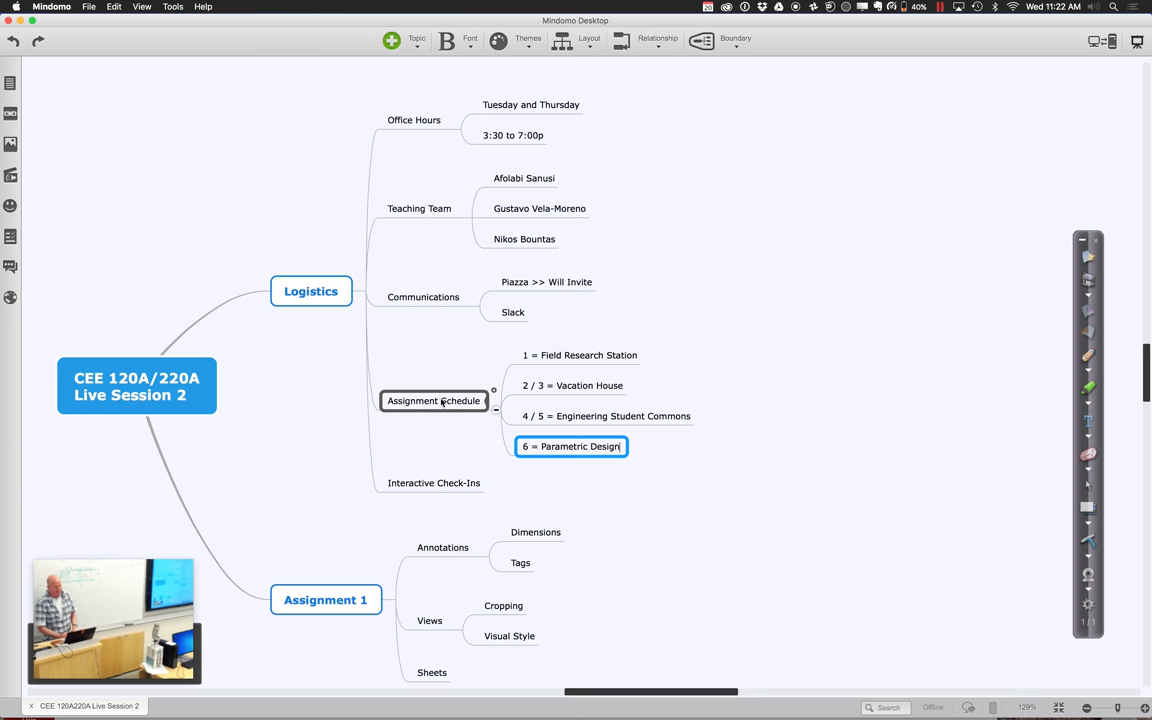 Mindomo File Edit View Tools Help
20 40% Wed 11:22 AM
Mindomo Desktop
Topic Font Themes Layout Relationship Boundary
Office Hours
Tuesday and Thursday
3:30 to 7:00p
Teaching Team
Afolabi Sanusi
Gustavo Vela-Moreno
Nikos Bountas
Logistics
Communications
Piazza >> Will Invite
Slack
CEE 120A/220A
Live Session 2
Assignment Schedule
1 = Field Research Station
2 / 3 = Vacation House
4 / 5 = Engineering Student Commons
6 = Parametric Design
Interactive Check-Ins
Assignment 1
Annotations
Dimensions
Tags
Views
Cropping
Visual Style
Sheets
1 / 1
x CEE 120A220A Live Session 2
Search Offline 129%